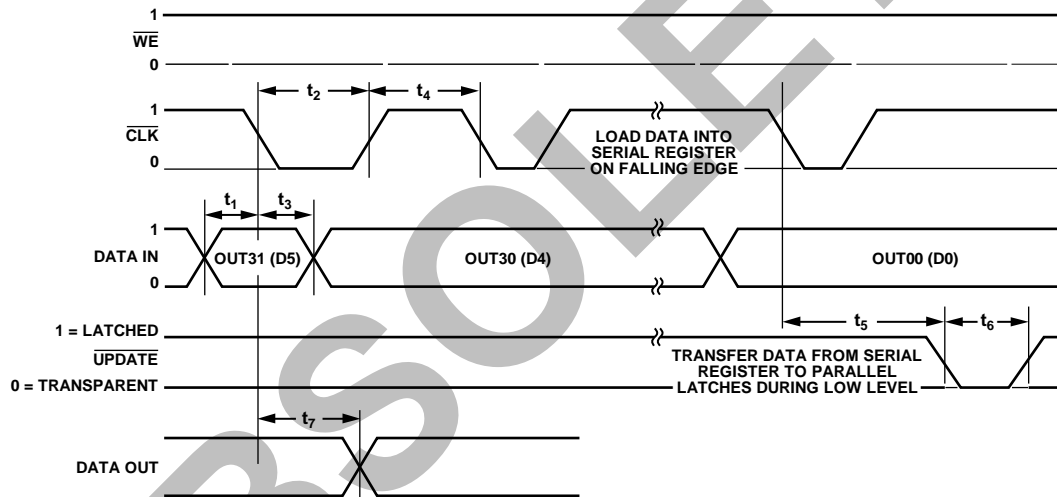 1
WE
0
t2
t4
1
CLK
0
LOAD DATA INTO
SERIAL REGISTER
ON FALLING EDGE
t1
t3
1
DATA IN
0
OUT31 (D5)
OUT30 (D4)
OUT00 (D0)
t5
t6
1 = LATCHED
UPDATE
0 = TRANSPARENT
TRANSFER DATA FROM SERIAL
REGISTER TO PARALLEL
LATCHES DURING LOW LEVEL
t7
DATA OUT
BSOLE